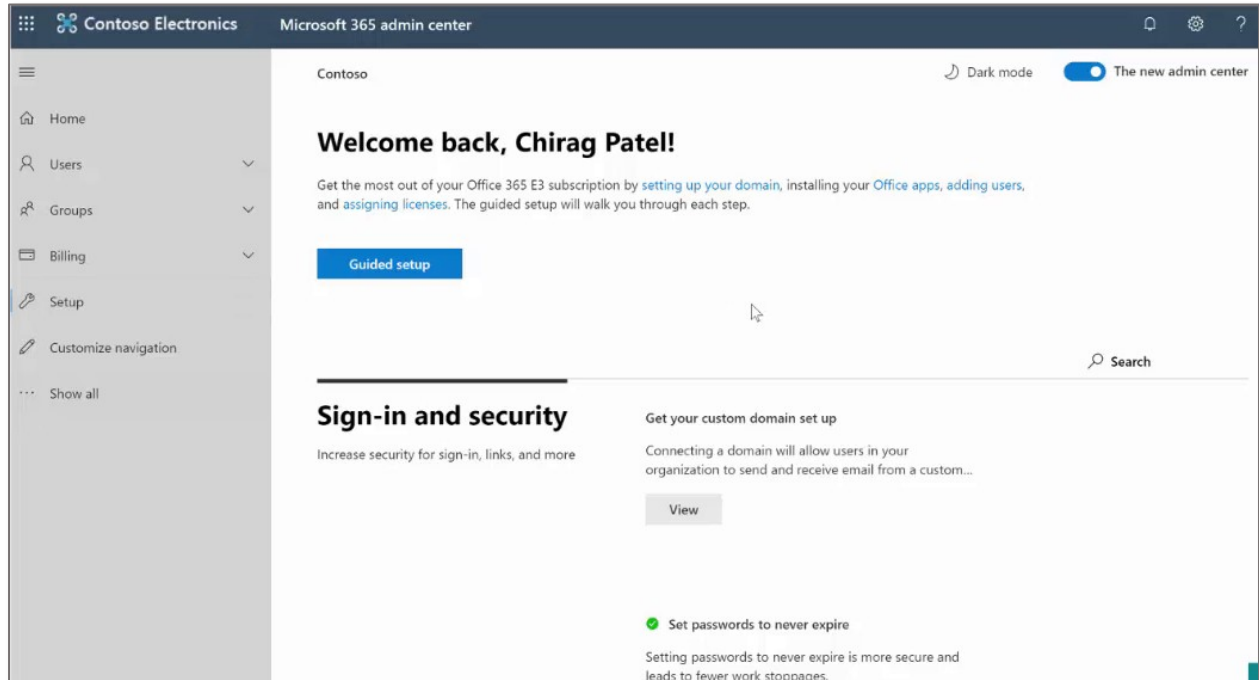 Contoso Electronics
Microsoft 365 admin center
?
Contoso
Dark mode
The new admin center
Home
Users
Groups
Billing
Setup
Customize navigation
Show all
Welcome back, Chirag Patel!
Get the most out of your Office 365 E3 subscription by setting up your domain, installing your Office apps, adding users,
and assigning licenses. The guided setup will walk you through each step.
Guided setup
Search
Sign-in and security
Increase security for sign-in, links, and more
Get your custom domain set up
Connecting a domain will allow users in your
organization to send and receive email from a custom...
View
Set passwords to never expire
Setting passwords to never expire is more secure and
leads to fewer work stoppages.